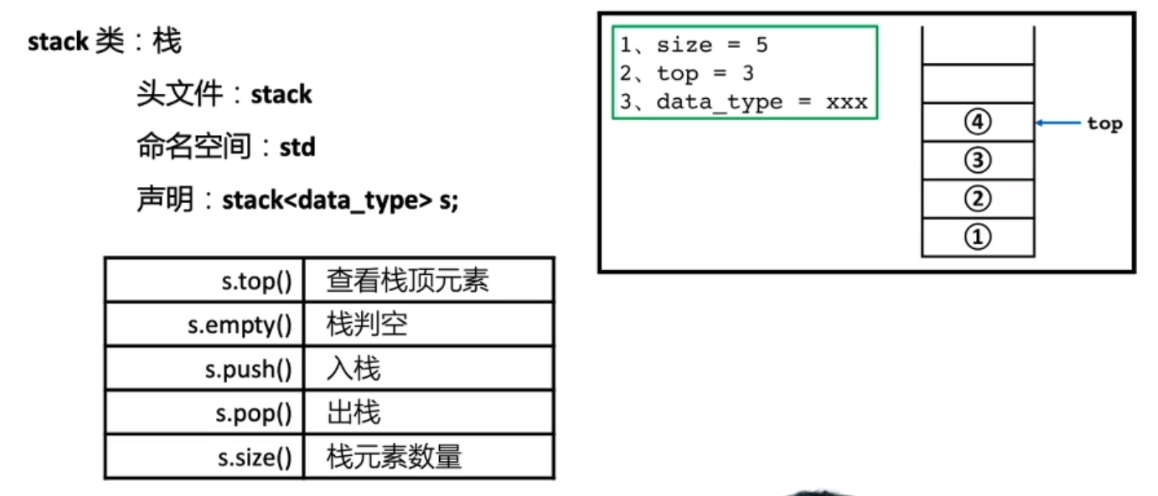 stack 类：栈
头文件：stack
命名空间：std
声明：stack<data_type> s;
s.top() 查看栈顶元素
s.empty() 栈判空
s.push() 入栈
s.pop() 出栈
s.size() 栈元素数量
1、size = 5
2、top = 3
3、data_type = xxx
④
top
③
②
①